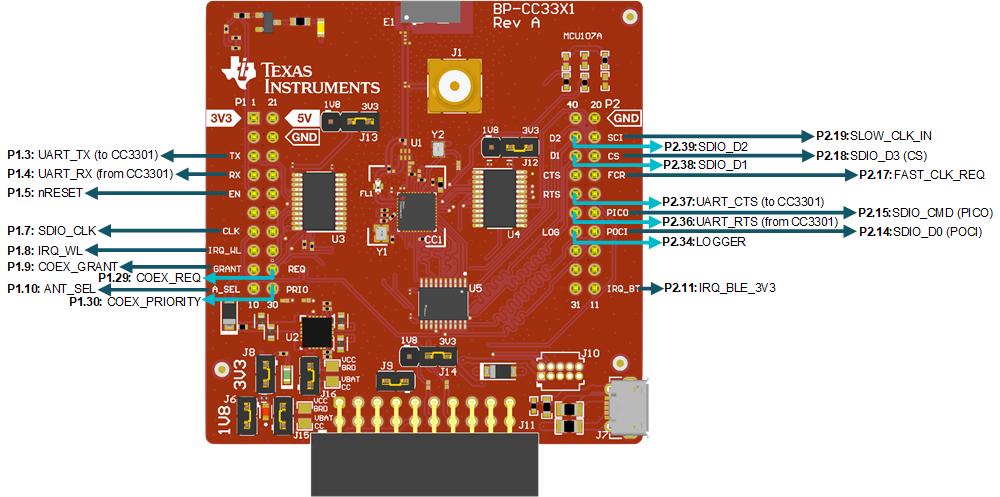 BP-CC33X1
Rev A
E1
MCU107A
J1
TEXAS
INSTRUMENTS
P1 1 21
3V3
5V
GND
1V8 3V3
J13
U1
Y2
1V8 3V3
J12
40 20 P2
GND
D2
SCI
P2.19:SLOW_CLK_IN
P2.39:SDIO_D2
P1.3: UART_TX (to CC3301)
TX
D1
CS
P2.18:SDIO_D3 (CS)
P2.38:SDIO_D1
P1.4: UART_RX (from CC3301)
RX
CTS
FCR
P2.17:FAST_CLK_REQ
P1.5: nRESET
EN
FL1
RTS
P2.37:UART_CTS (to CC3301)
PICO
P2.15:SDIO_CMD (PICO)
P2.36:UART_RTS (from CC3301)
P1.7: SDIO_CLK
CLK
U3
Y1
CC1
U4
LOG
POCI
P2.14:SDIO_D0 (POCI)
P2.34:LOGGER
P1.8: IRQ_WL
IRQ_WL
P1.9: COEX_GRANT
GRANT
REQ
P1.29: COEX_REQ
P1.10: ANT_SEL
A_SEL
PRIO
P1.30: COEX_PRIORITY
10 30
U5
IRQ_BT
P2.11:IRQ_BLE_3V3
31 11
U2
1V8 3V3
J14
J8
3V3
VCC
BRD
VBAT
CC
J16
J9
J10
J6
1V8
VCC
BRD
VBAT
CC
J15
J11
J7